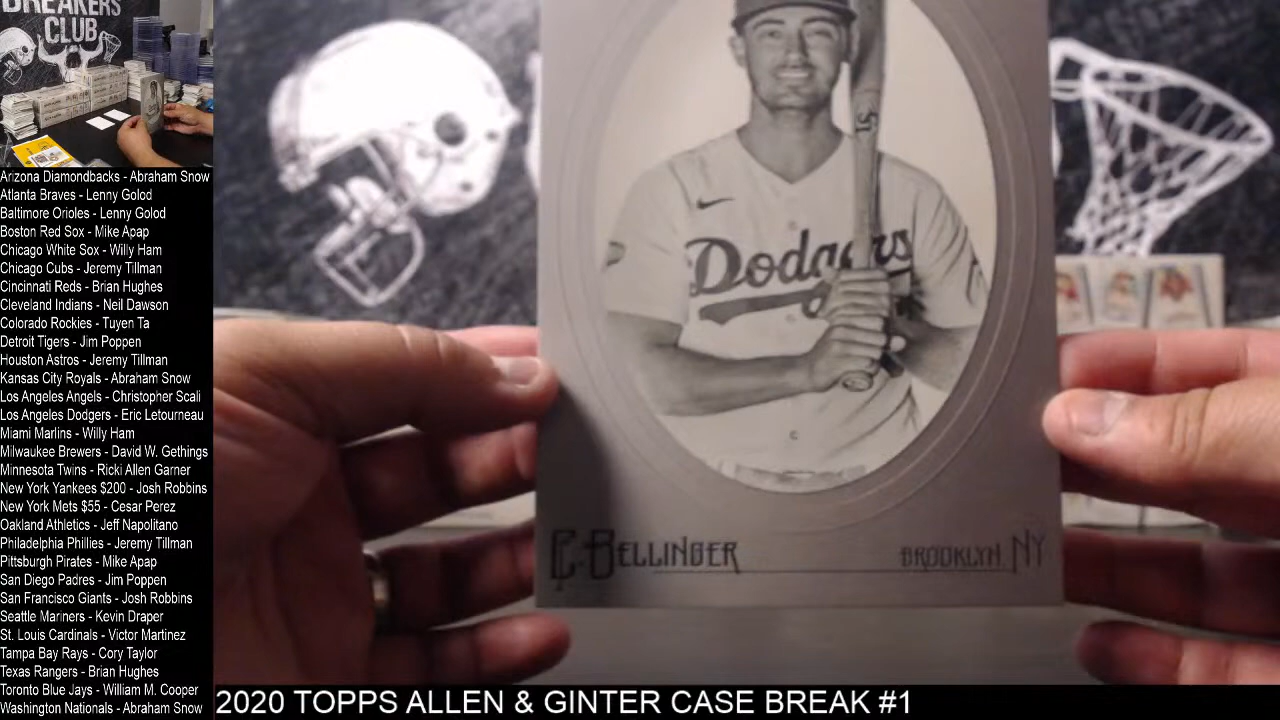 BREAKERS
CLUB
Arizona Diamondbacks - Abraham Snow
Atlanta Braves - Lenny Golod
Baltimore Orioles - Lenny Golod
Boston Red Sox - Mike Apap
Chicago White Sox - Willy Ham
Chicago Cubs - Jeremy Tillman
Cincinnati Reds - Brian Hughes
Cleveland Indians - Neil Dawson
Colorado Rockies - Tuyen Ta
Detroit Tigers - Jim Poppen
Houston Astros - Jeremy Tillman
Kansas City Royals - Abraham Snow
Los Angeles Angels - Christopher Scali
Los Angeles Dodgers - Eric Letourneau
Miami Marlins - Willy Ham
Milwaukee Brewers - David W. Gethings
Minnesota Twins - Ricki Allen Garner
New York Yankees $200 - Josh Robbins
New York Mets $55 - Cesar Perez
Oakland Athletics - Jeff Napolitano
Philadelphia Phillies - Jeremy Tillman
Pittsburgh Pirates - Mike Apap
San Diego Padres - Jim Poppen
San Francisco Giants - Josh Robbins
Seattle Mariners - Kevin Draper
St. Louis Cardinals - Victor Martinez
Tampa Bay Rays - Cory Taylor
Texas Rangers - Brian Hughes
Toronto Blue Jays - William M. Cooper
Washington Nationals - Abraham Snow
Dodgers
C. BELLINGER
BROOKLYN, NY
2020 TOPPS ALLEN & GINTER CASE BREAK #1